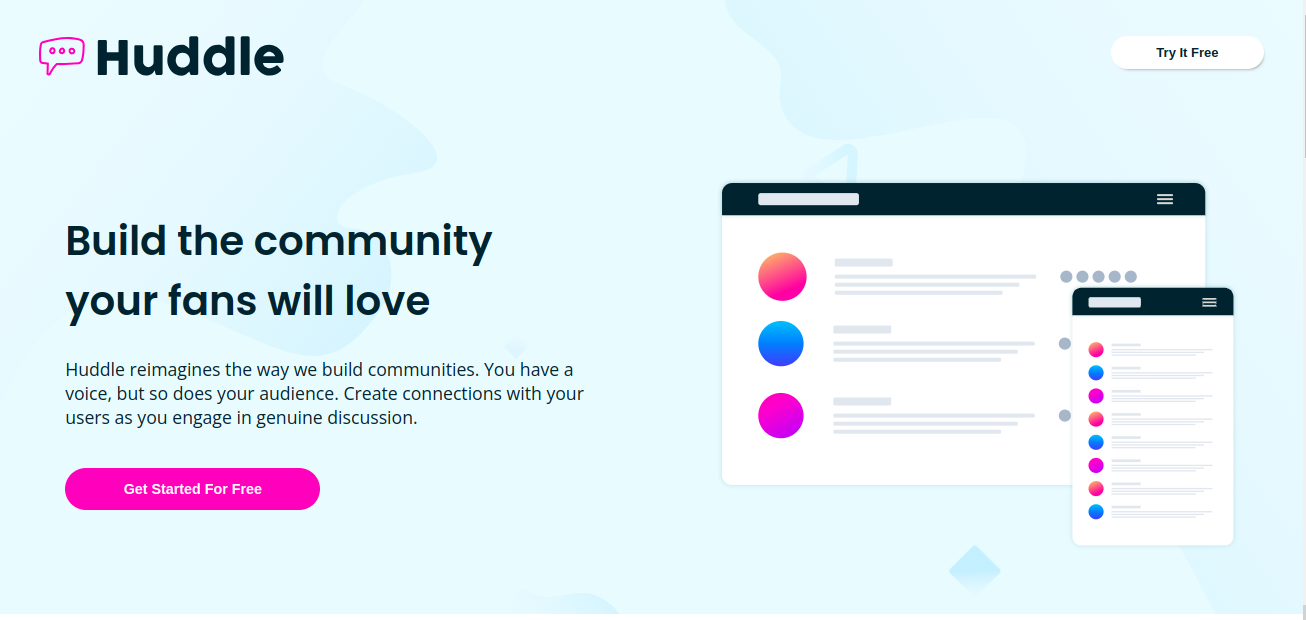 Huddle
Try It Free
Build the community
your fans will love
Huddle reimagines the way we build communities. You have a
voice, but so does your audience. Create connections with your
users as you engage in genuine discussion.
Get Started For Free